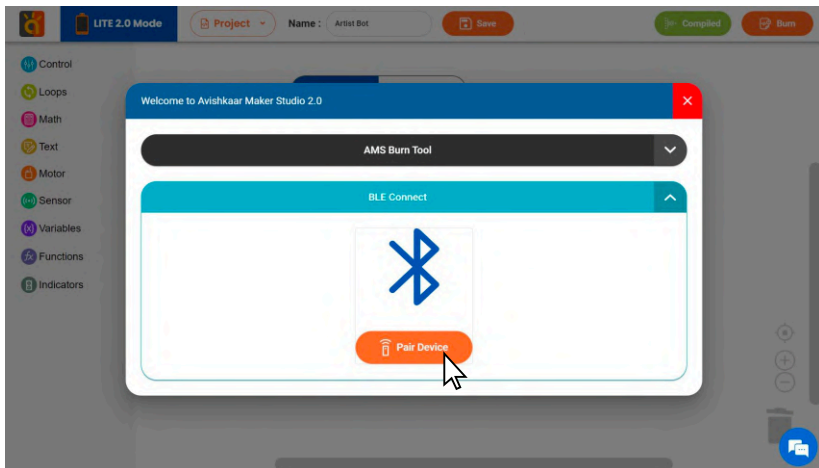 LITE 2.0 Mode
Project
Name :
Artist Bot
Save
Compiled
Burn
Control
Loops
Math
Text
Motor
Sensor
Variables
Functions
Indicators
Welcome to Avishkaar Maker Studio 2.0
AMS Burn Tool
BLE Connect
Pair Device